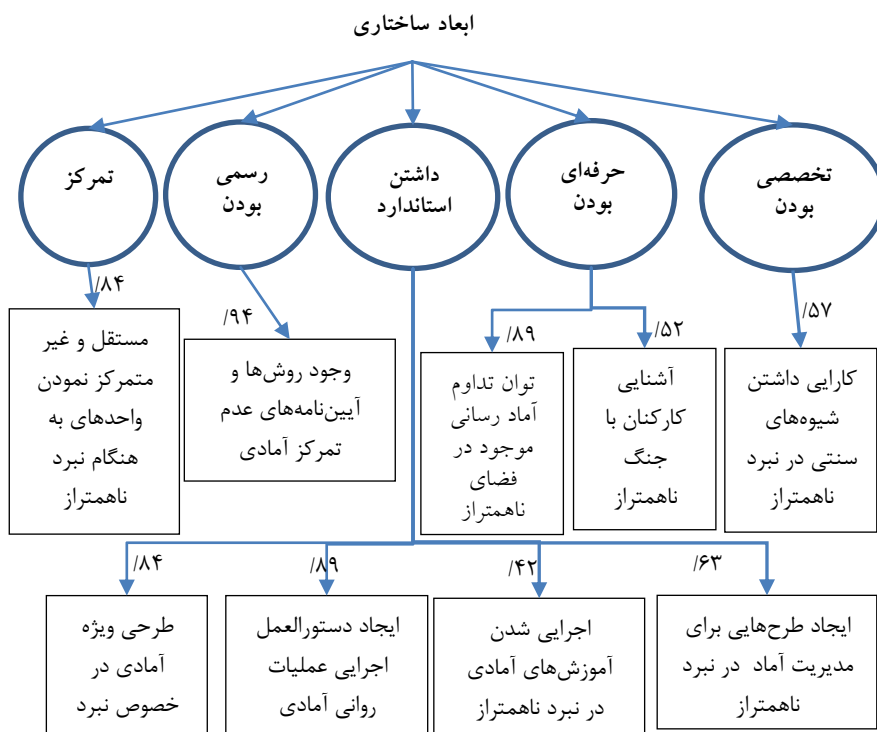 ابعاد ساختاری
تخصصی
بودن
حرفه‌ای
بودن
داشتن
استاندارد
رسمی
بودن
تمرکز
/۵۷
/۵۲
/۸۹
/۹۴
/۸۴
کارایی داشتن
شیوه‌های
سنتی در نبرد
ناهمتراز
آشنایی
کارکنان با
جنگ
ناهمتراز
توان تداوم
آماد رسانی
موجود در
فضای
ناهمتراز
وجود روش‌ها و
آیین‌نامه‌های عدم
تمرکز آمادی
مستقل و غیر
متمرکز نمودن
واحدهای به
هنگام نبرد
ناهمتراز
/۶۳
/۴۲
/۸۹
/۸۴
ایجاد طرح‌هایی برای
مدیریت آماد در نبرد
ناهمتراز
اجرایی شدن
آموزش‌های آمادی
در نبرد ناهمتراز
ایجاد دستورالعمل
اجرایی عملیات
روانی آمادی
طرحی ویژه
آمادی در
خصوص نبرد